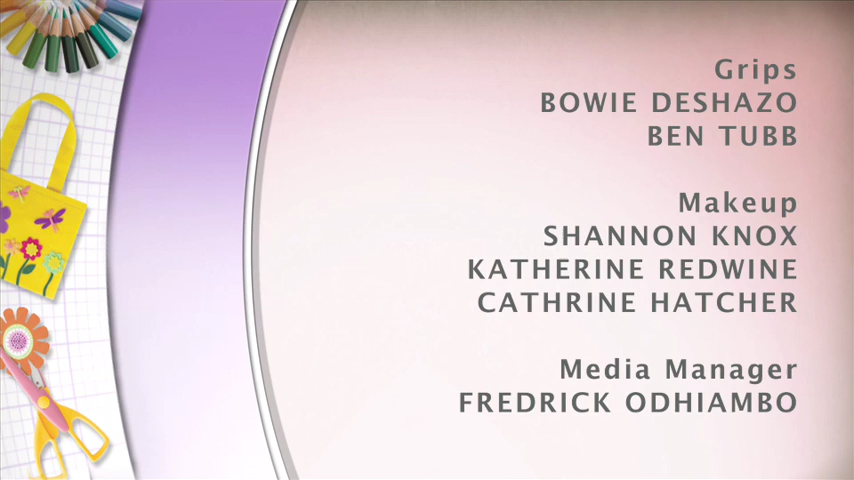 Grips
BOWIE DESHAZO
BEN TUBB
Makeup
SHANNON KNOX
KATHERINE REDWINE
CATHRINE HATCHER
Media Manager
FREDRICK ODHIAMBO